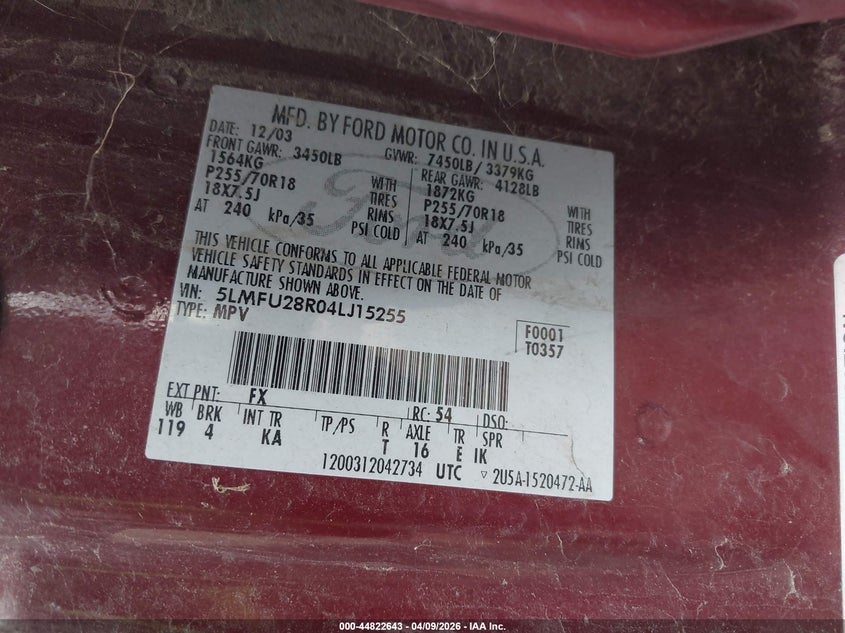 MFD. BY FORD MOTOR CO. IN U.S.A.
DATE: 12/03 GVWR: 7450LB / 3379KG
FRONT GAWR: 3450LB REAR GAWR: 4128LB
1564KG WITH 1872KG WITH
P255/70R18 TIRES P255/70R18 TIRES
18X7.5J RIMS 18X7.5J RIMS
AT 240 kPa/35 PSI COLD AT 240 kPa/35 PSI COLD
Ford
THIS VEHICLE CONFORMS TO ALL APPLICABLE FEDERAL MOTOR
VEHICLE SAFETY STANDARDS IN EFFECT ON THE DATE OF
MANUFACTURE SHOWN ABOVE.
VIN: 5LMFU28R04LJ15255
TYPE: MPV
F0001
T0357
EXT PNT: FX RC: 54 DSO:
WB BRK INT TR TP/PS R AXLE TR SPR
119 4 KA T 16 E IK
1200312042734 UTC ▽ 2U5A-1520472-AA
000-44822643 - 04/09/2026 - IAA Inc.